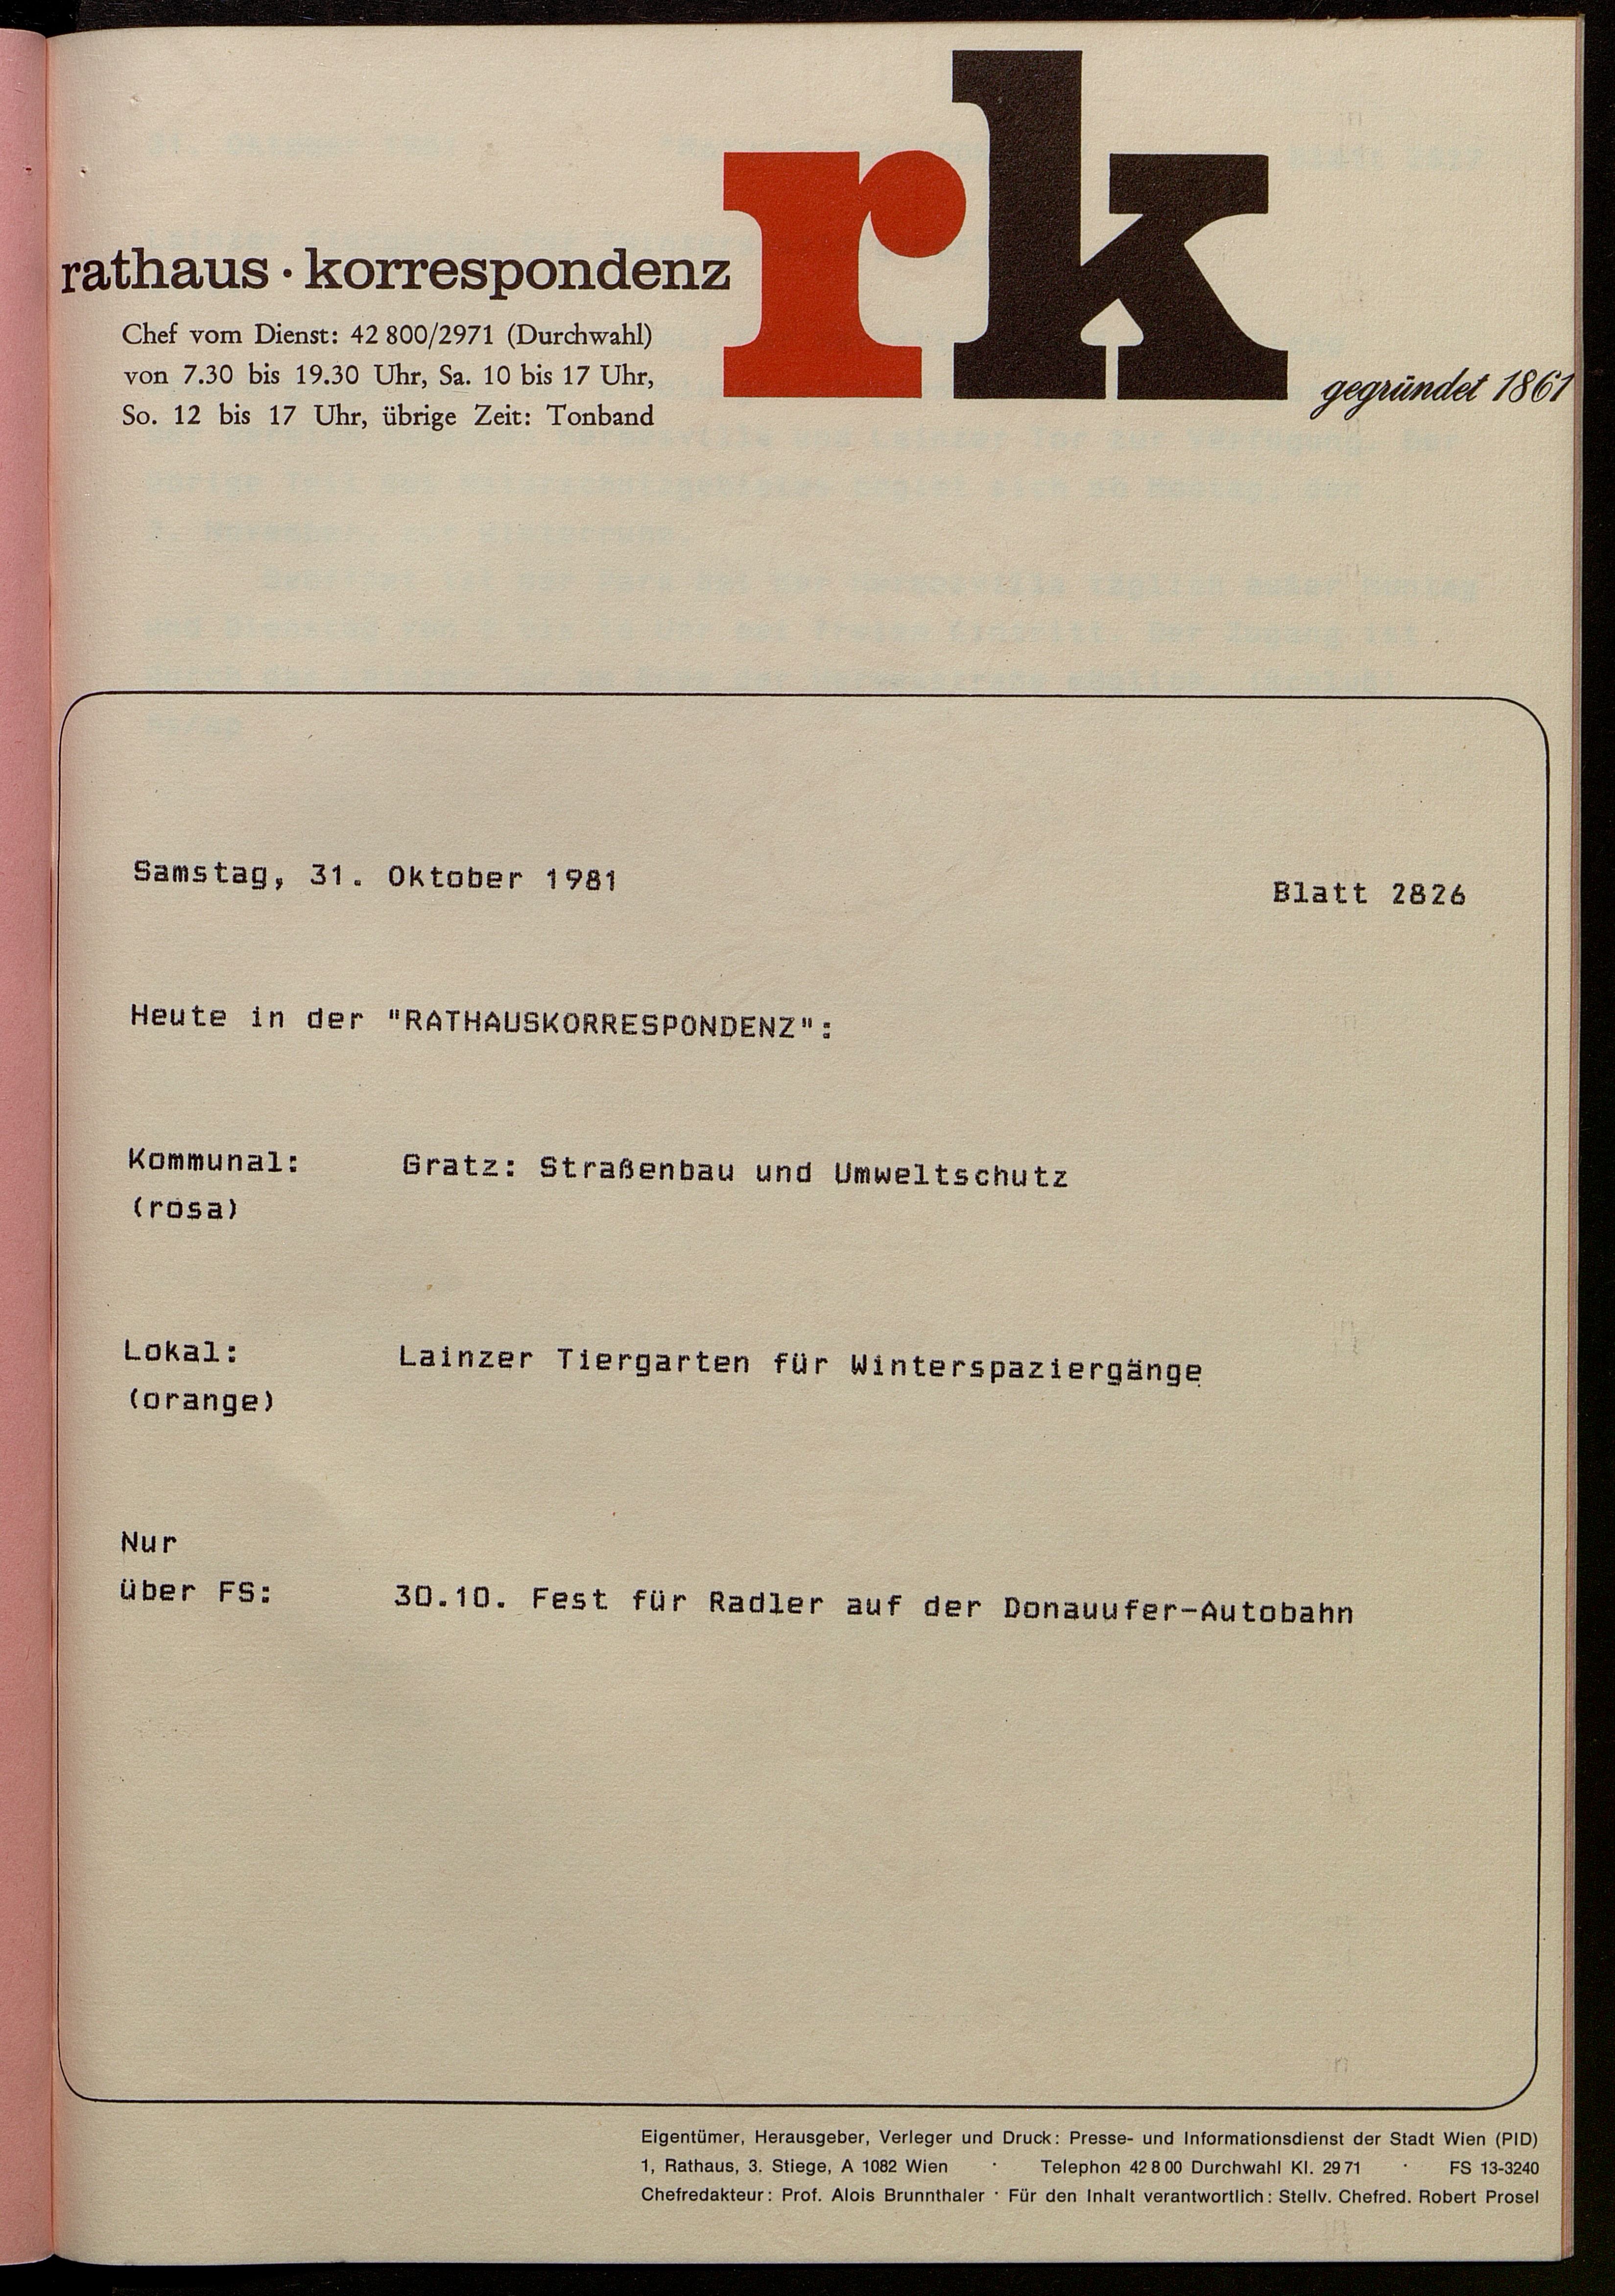 rk
rathaus · korrespondenz
Chef vom Dienst: 42 800/2971 (Durchwahl)
von 7.30 bis 19.30 Uhr, Sa. 10 bis 17 Uhr,
So. 12 bis 17 Uhr, übrige Zeit: Tonband
gegründet 1861
Samstag, 31. Oktober 1981 Blatt 2826
Heute in der "RATHAUSKORRESPONDENZ":
Kommunal: Gratz: Straßenbau und Umweltschutz
(rosa)
Lokal: Lainzer Tiergarten für Winterspaziergänge
(orange)
Nur
über FS: 30.10. Fest für Radler auf der Donauufer-Autobahn
Eigentümer, Herausgeber, Verleger und Druck: Presse- und Informationsdienst der Stadt Wien (PID)
1, Rathaus, 3. Stiege, A 1082 Wien · Telephon 42 8 00 Durchwahl Kl. 29 71 · FS 13-3240
Chefredakteur: Prof. Alois Brunnthaler · Für den Inhalt verantwortlich: Stellv. Chefred. Robert Prosel